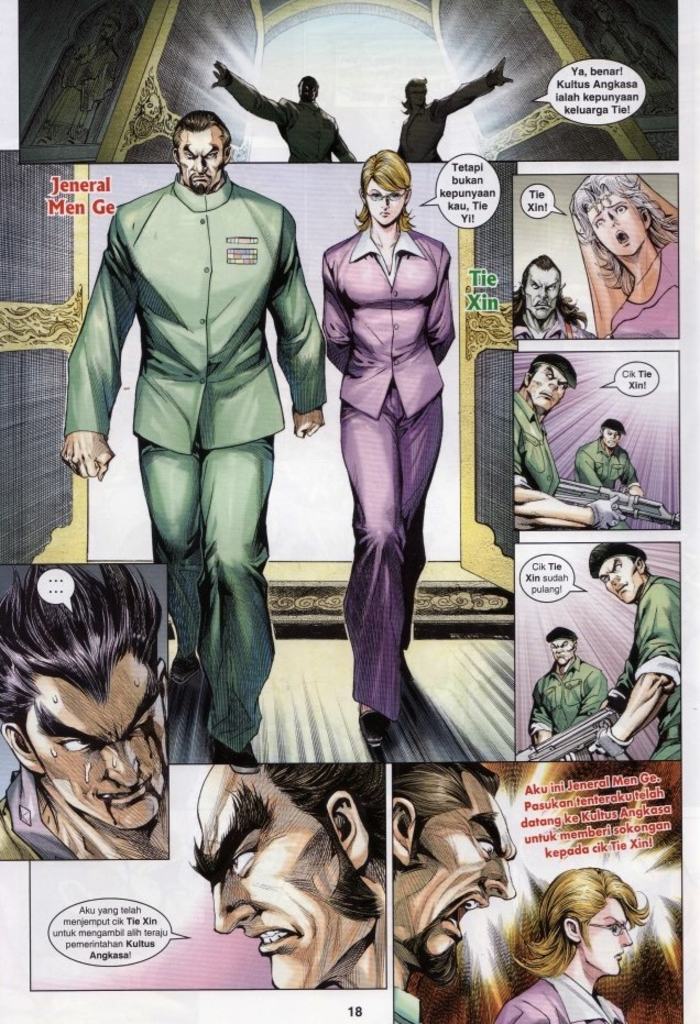 Ya, benar!
Kultus Angkasa
ialah kepunyaan
keluarga Tie!
Jeneral
Men Ge
Tetapi
bukan
kepunyaan
kau, Tie
Yi!
Tie
Xin
Tie
Xin!
Cik Tie
Xin!
Cik Tie
Xin sudah
pulang!
...
...
Aku yang telah
menjemput cik Tie Xin
untuk mengambil alih teraju
pemerintahan Kultus
Angkasa!
Aku ini Jeneral Men Ge.
Pasukan tenteraku telah
datang ke Kultus Angkasa
untuk memberi sokongan
kepada cik Tie Xin!
18